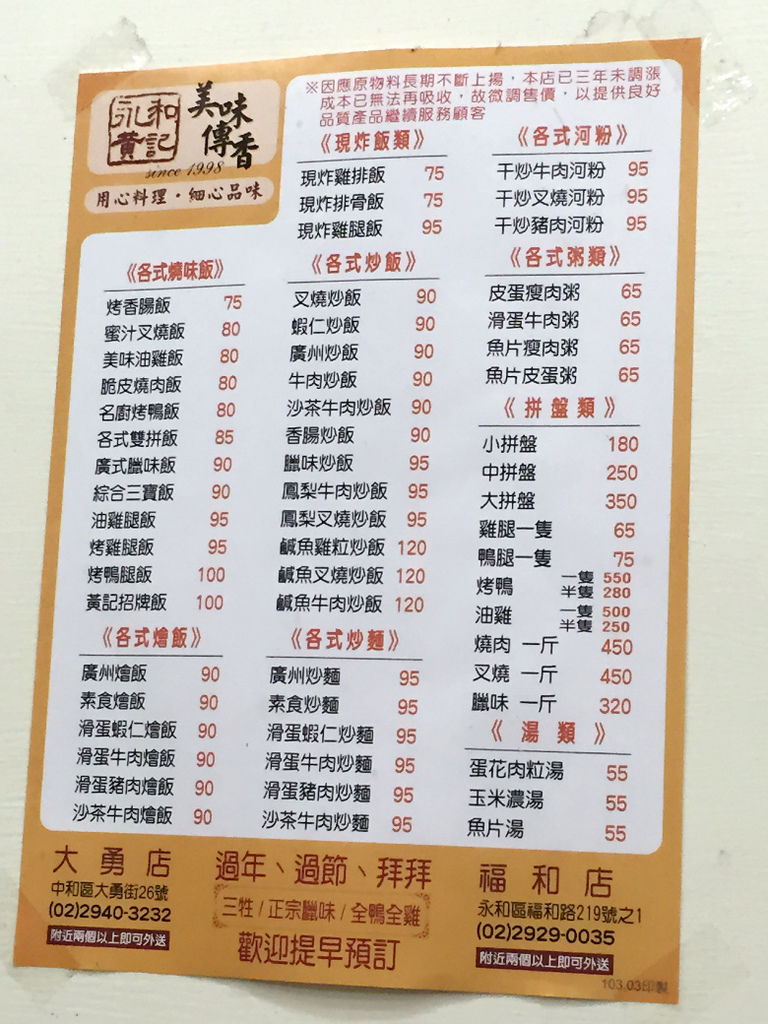 永和
黃記
美味
傳香
since 1998
用心料理・細心品味
※因應原物料長期不斷上揚，本店已三年未調漲
成本已無法再吸收，故微調售價，以提供良好
品質產品繼續服務顧客
《現炸飯類》
現炸雞排飯 75
現炸排骨飯 75
現炸雞腿飯 95
《各式河粉》
干炒牛肉河粉 95
干炒叉燒河粉 95
干炒豬肉河粉 95
《各式燒味飯》
烤香腸飯 75
蜜汁叉燒飯 80
美味油雞飯 80
脆皮燒肉飯 80
名廚烤鴨飯 80
各式雙拼飯 85
廣式臘味飯 90
綜合三寶飯 90
油雞腿飯 95
烤雞腿飯 95
烤鴨腿飯 100
黃記招牌飯 100
《各式炒飯》
叉燒炒飯 90
蝦仁炒飯 90
廣州炒飯 90
牛肉炒飯 90
沙茶牛肉炒飯 90
香腸炒飯 90
臘味炒飯 95
鳳梨牛肉炒飯 95
鳳梨叉燒炒飯 95
鹹魚雞粒炒飯 120
鹹魚叉燒炒飯 120
鹹魚牛肉炒飯 120
《各式粥類》
皮蛋瘦肉粥 65
滑蛋牛肉粥 65
魚片瘦肉粥 65
魚片皮蛋粥 65
《拼盤類》
小拼盤 180
中拼盤 250
大拼盤 350
雞腿一隻 65
鴨腿一隻 75
烤鴨 一隻 550
半隻 280
油雞 一隻 500
半隻 250
燒肉 一斤 450
叉燒 一斤 450
臘味 一斤 320
《各式燴飯》
廣州燴飯 90
素食燴飯 90
滑蛋蝦仁燴飯 90
滑蛋牛肉燴飯 90
滑蛋豬肉燴飯 90
沙茶牛肉燴飯 90
《各式炒麵》
廣州炒麵 95
素食炒麵 95
滑蛋蝦仁炒麵 95
滑蛋牛肉炒麵 95
滑蛋豬肉炒麵 95
沙茶牛肉炒麵 95
《湯類》
蛋花肉粒湯 55
玉米濃湯 55
魚片湯 55
大勇店
中和區大勇街26號
(02)2940-3232
附近兩個以上即可外送
過年、過節、拜拜
三牲/正宗臘味/全鴨全雞
歡迎提早預訂
福和店
永和區福和路219號之1
(02)2929-0035
附近兩個以上即可外送
103.03印製